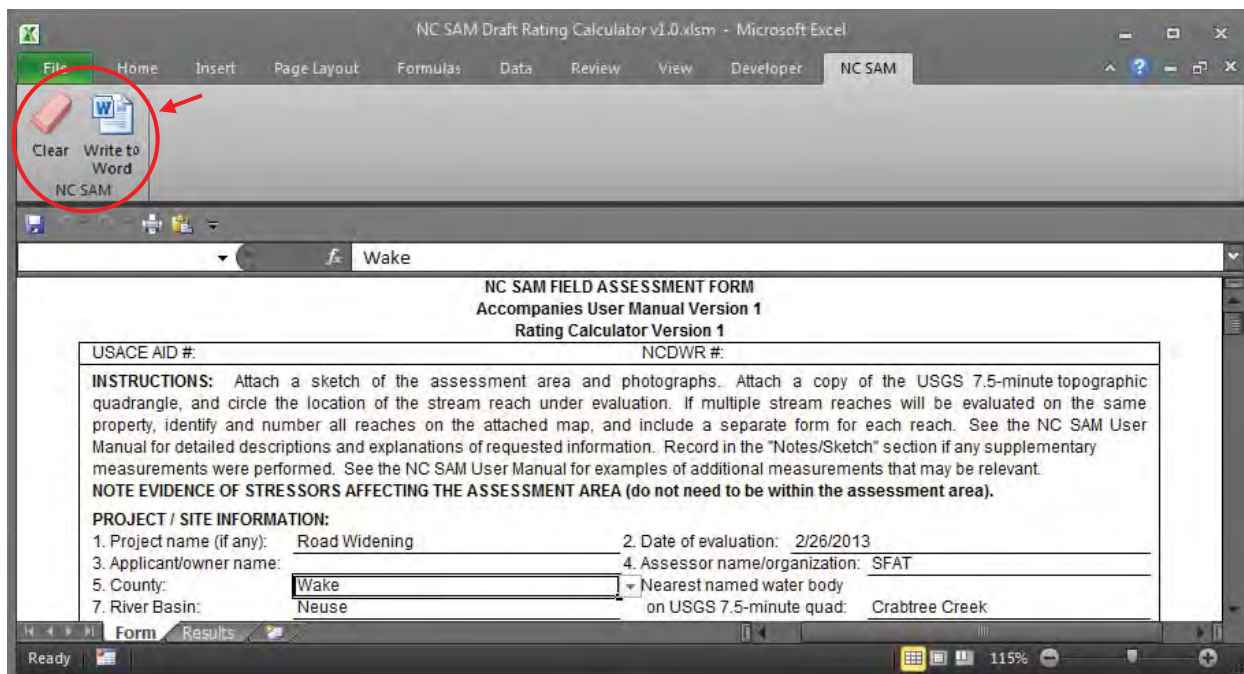 NC SAM Draft Rating Calculator v1.0.xlsm - Microsoft Excel
File Home Insert Page Layout Formulas Data Review View Developer NC SAM
Clear Write to Word
NC SAM
fx Wake
NC SAM FIELD ASSESSMENT FORM
Accompanies User Manual Version 1
Rating Calculator Version 1
USACE AID #: NCDWR #:
INSTRUCTIONS: Attach a sketch of the assessment area and photographs. Attach a copy of the USGS 7.5-minute topographic
quadrangle, and circle the location of the stream reach under evaluation. If multiple stream reaches will be evaluated on the same
property, identify and number all reaches on the attached map, and include a separate form for each reach. See the NC SAM User
Manual for detailed descriptions and explanations of requested information. Record in the "Notes/Sketch" section if any supplementary
measurements were performed. See the NC SAM User Manual for examples of additional measurements that may be relevant.
NOTE EVIDENCE OF STRESSORS AFFECTING THE ASSESSMENT AREA (do not need to be within the assessment area).
PROJECT / SITE INFORMATION:
1. Project name (if any): Road Widening 2. Date of evaluation: 2/26/2013
3. Applicant/owner name: 4. Assessor name/organization: SFAT
5. County: Wake Nearest named water body
7. River Basin: Neuse on USGS 7.5-minute quad: Crabtree Creek
Form Results
Ready 115%